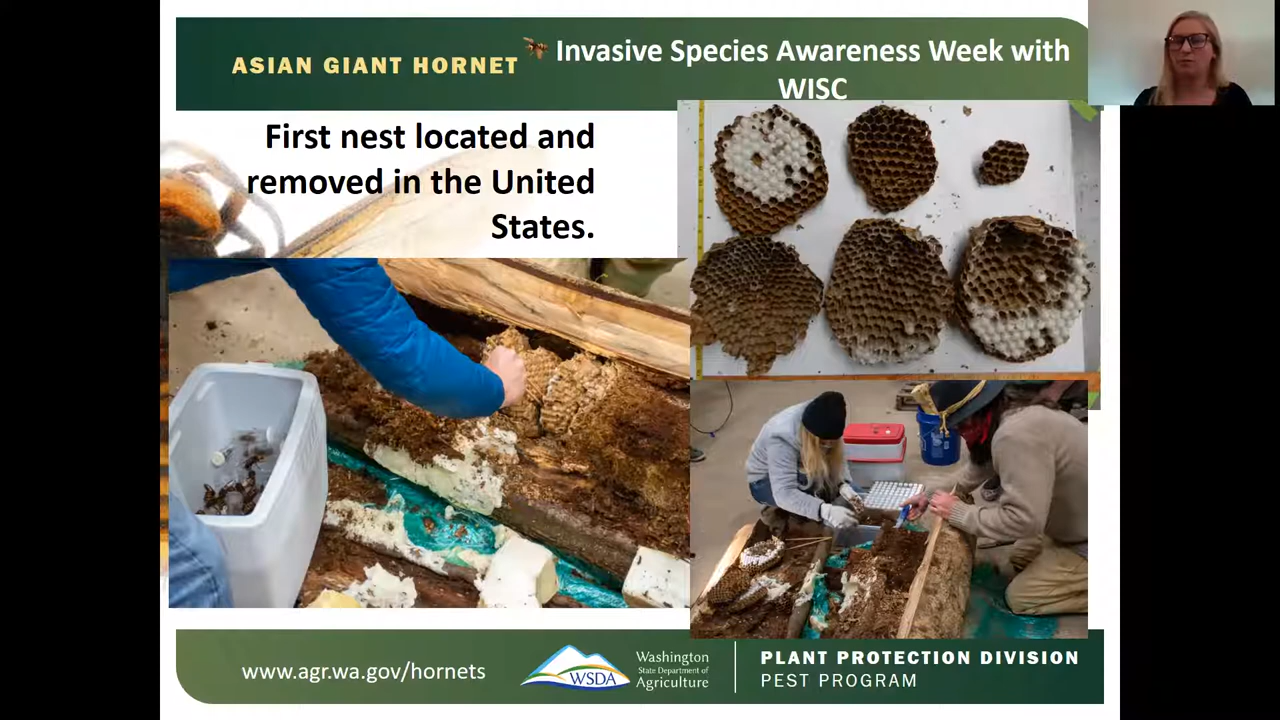 ASIAN GIANT HORNET
Invasive Species Awareness Week with
WISC
First nest located and
removed in the United
States.
www.agr.wa.gov/hornets
WSDA
Washington
State Department of
Agriculture
PLANT PROTECTION DIVISION
PEST PROGRAM